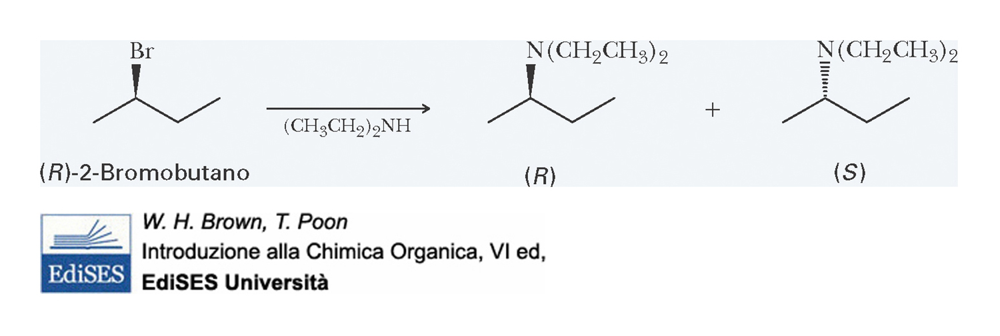 Br
N(CH₂CH₃)₂
N(CH₂CH₃)₂
(CH₃CH₂)₂NH
+
(R)-2-Bromobutano
(R)
(S)
EdiSES
W. H. Brown, T. Poon
Introduzione alla Chimica Organica, VI ed,
EdiSES Università